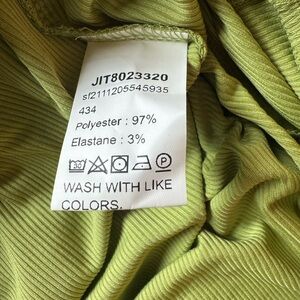 JIT8023320
sf2111205545935
434
Polyester : 97%
Elastane : 3%
WASH WITH LIKE
COLORS.